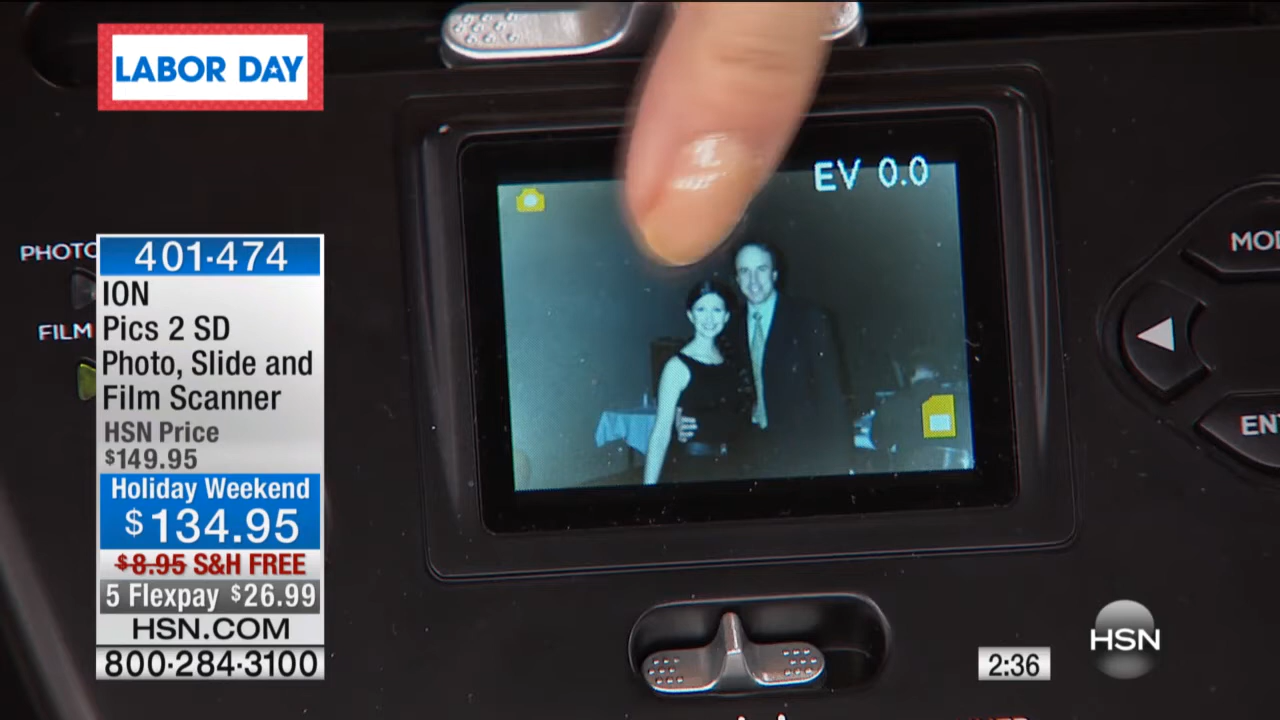 LABOR DAY
EV 0.0
PHOTO
FILM
401·474
ION
Pics 2 SD
Photo, Slide and
Film Scanner
HSN Price
$149.95
Holiday Weekend
$134.95
$8.95 S&H FREE
5 Flexpay $26.99
HSN.COM
800·284·3100
2:36
HSN